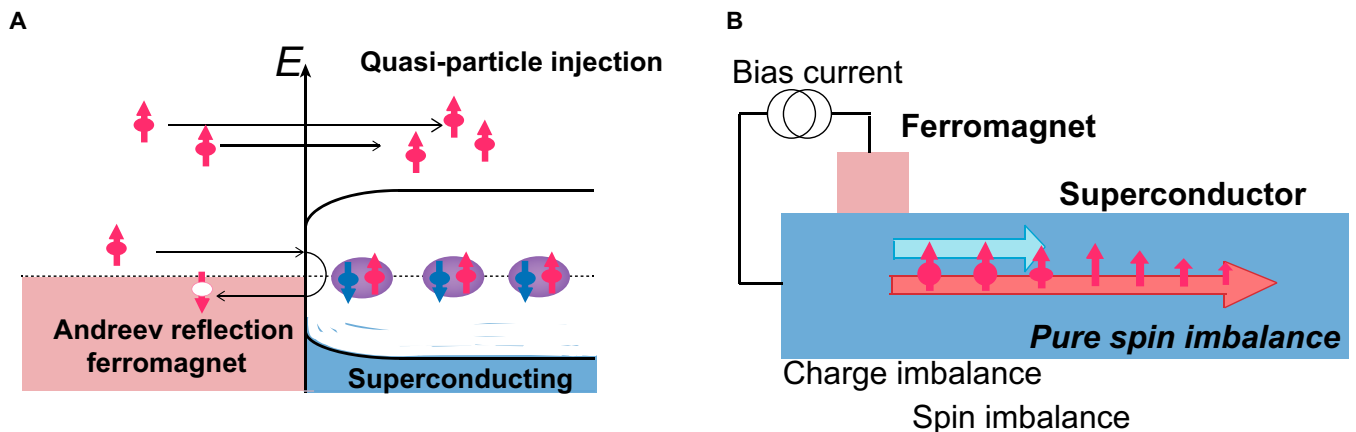 A
E
Quasi-particle injection
Andreev reflection
ferromagnet
Superconducting
B
Bias current
Ferromagnet
Superconductor
Pure spin imbalance
Charge imbalance
Spin imbalance